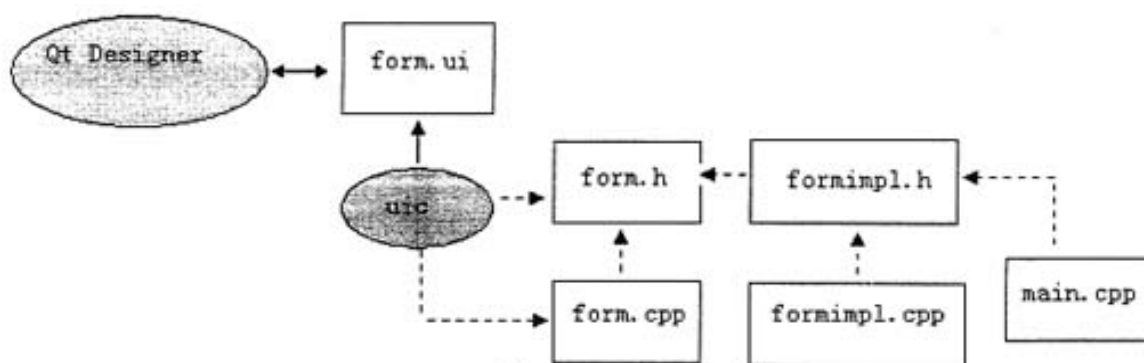 Qt Designer
form.ui
uic
form.h
formimpl.h
form.cpp
formimpl.cpp
main.cpp